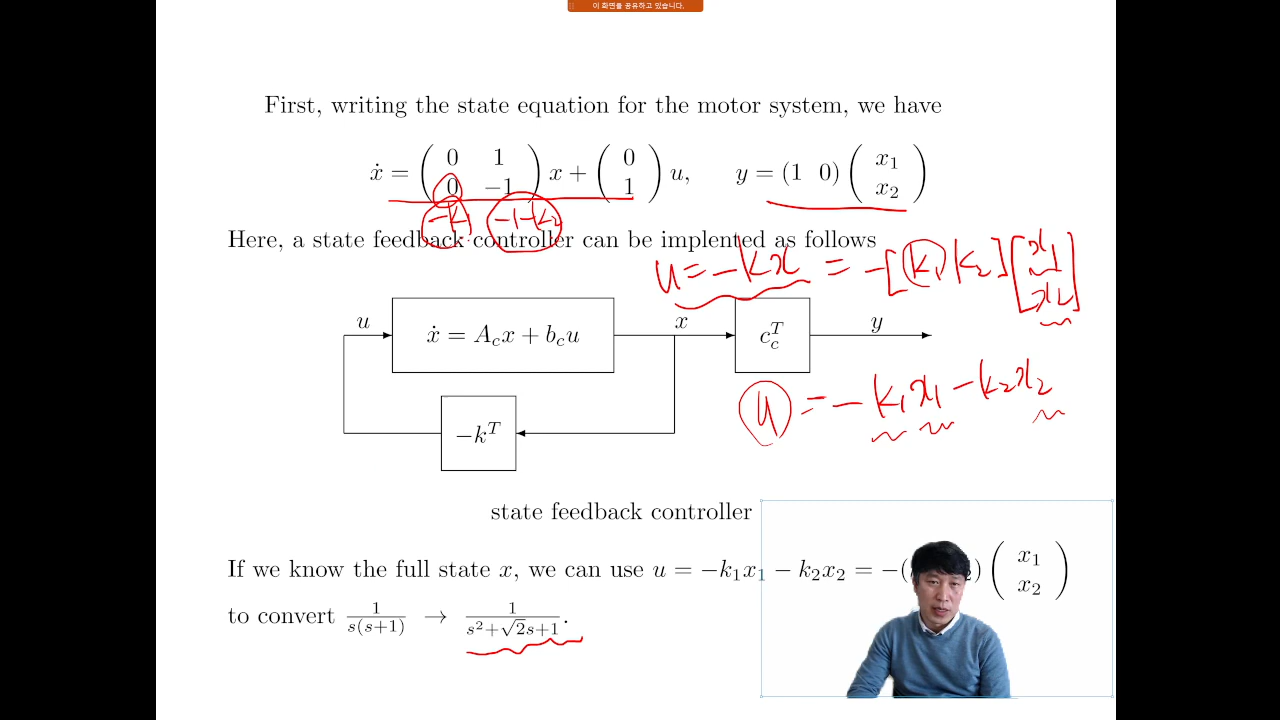 이 화면을 공유하고 있습니다.
First, writing the state equation for the motor system, we have
ẋ = ( 0 1 ; 0 −1 ) x + ( 0 ; 1 ) u, y = (1 0) ( x₁ ; x₂ )
−k₁ −1−k₂
Here, a state feedback controller can be implented as follows
u = −kx = −[k₁ k₂] [ x₁ ; x₂ ]
u ẋ = A_c x + b_c u x c_c^T y
u = −k₁x₁ − k₂x₂
−k^T
state feedback controller
If we know the full state x, we can use u = −k₁x₁ − k₂x₂ = −( ) ( x₁ ; x₂ )
to convert 1/(s(s+1)) → 1/(s²+√2s+1).